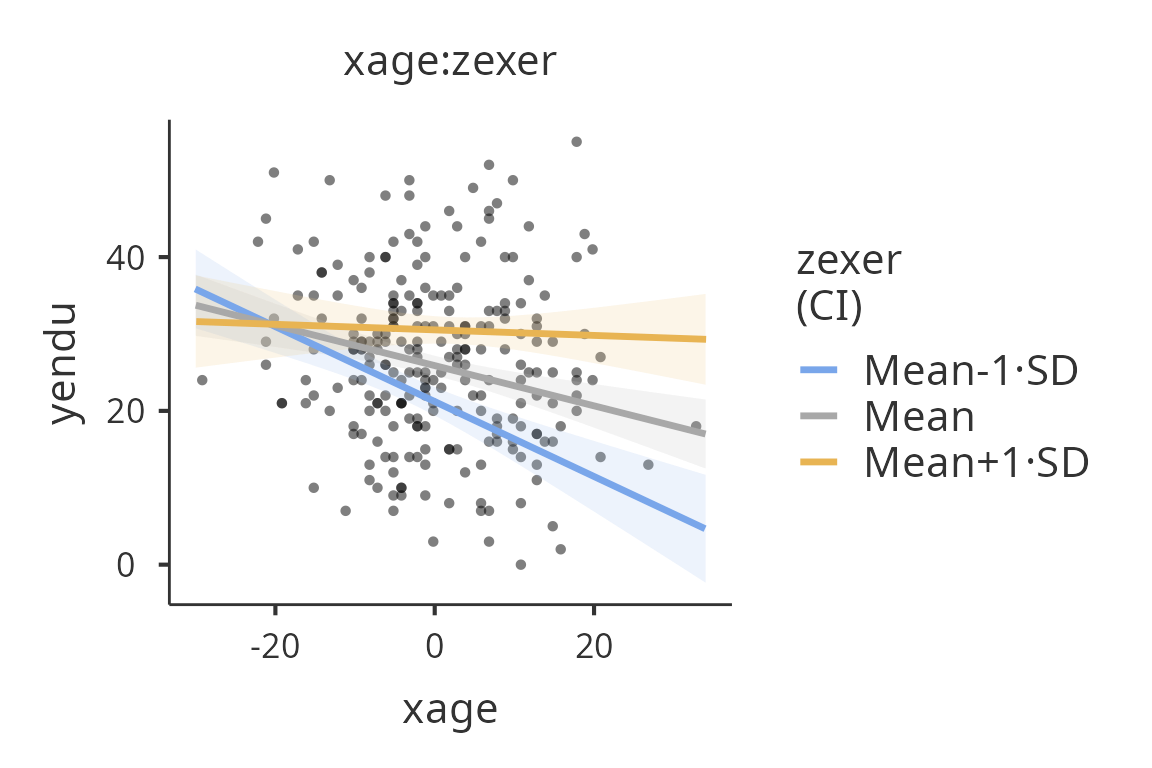 xage:zexer
yendu
40
20
0
-20
0
20
xage
zexer
(CI)
Mean-1·SD
Mean
Mean+1·SD